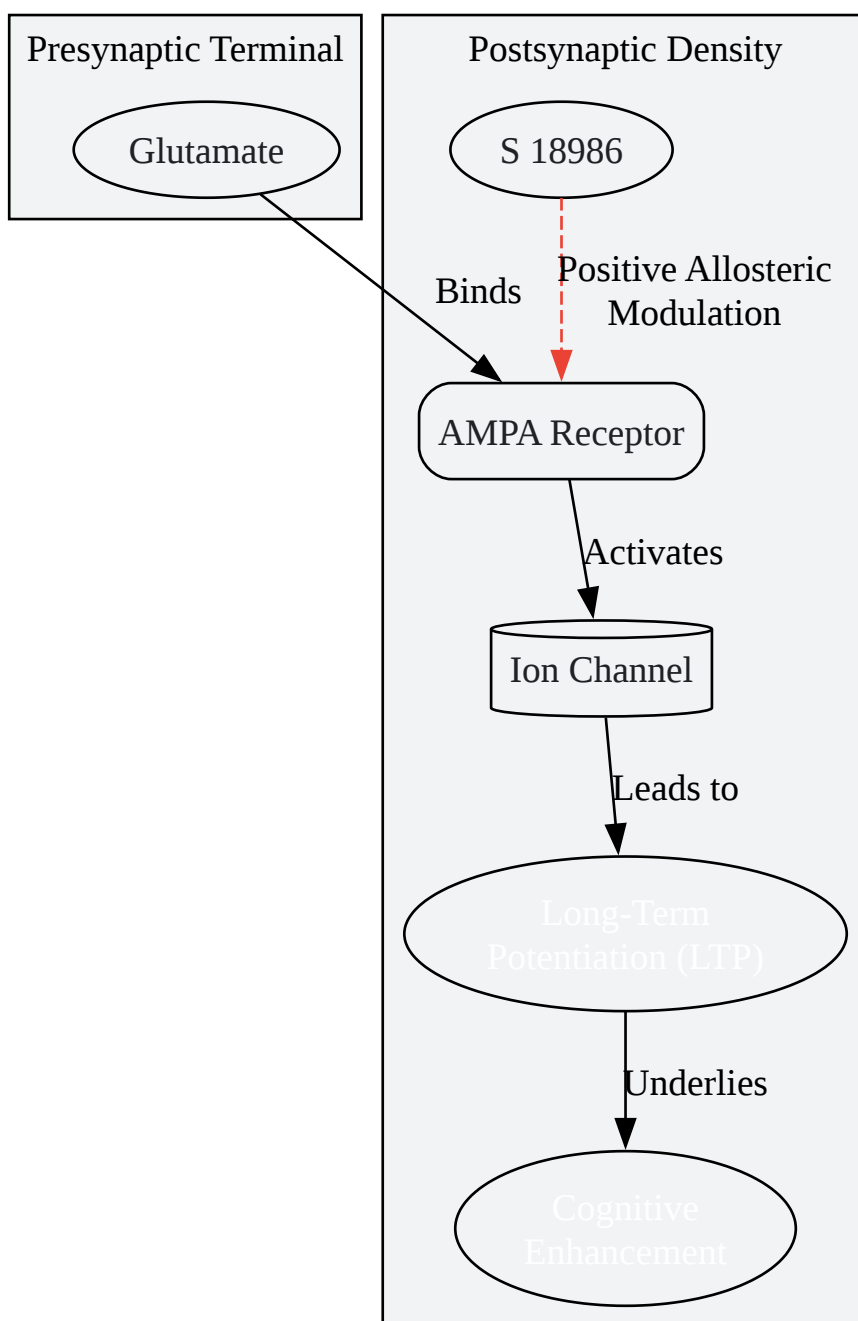 Presynaptic Terminal
Postsynaptic Density
Glutamate
S 18986
Binds
Positive Allosteric
Modulation
AMPA Receptor
Activates
Ion Channel
Leads to
Long-Term
Potentiation (LTP)
Underlies
Cognitive
Enhancement